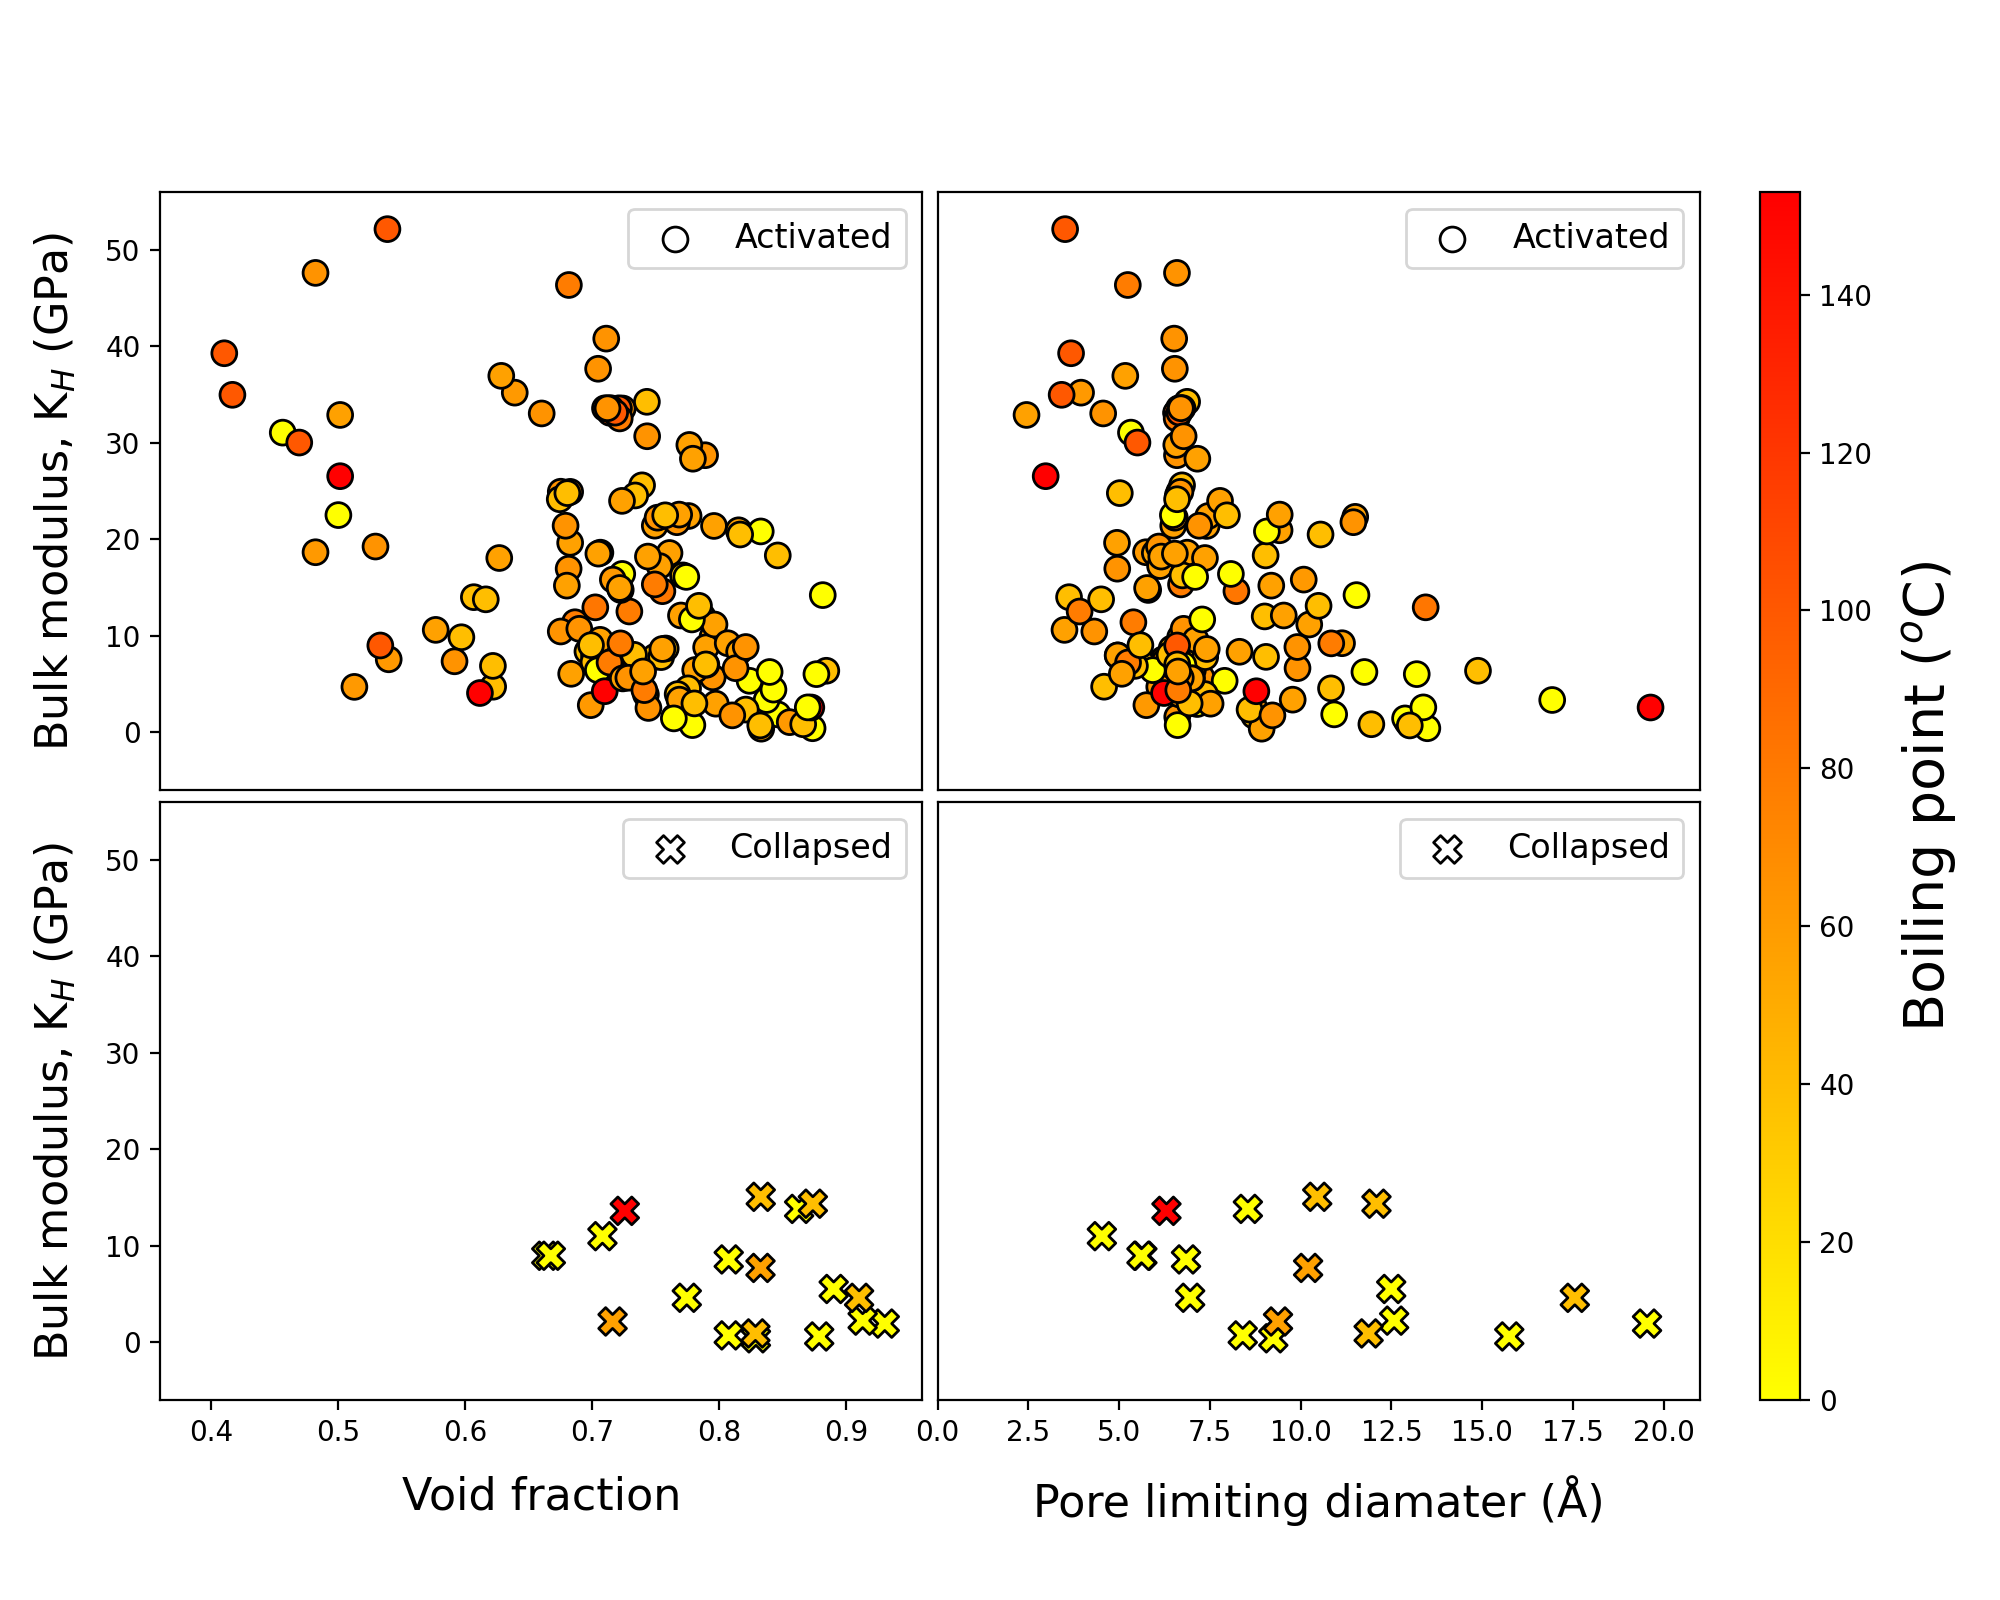 Activated
Activated
Bulk modulus, K_H (GPa)
50
40
30
20
10
0
Collapsed
Collapsed
Bulk modulus, K_H (GPa)
50
40
30
20
10
0
0.4 0.5 0.6 0.7 0.8 0.9
0.0 2.5 5.0 7.5 10.0 12.5 15.0 17.5 20.0
Void fraction
Pore limiting diamater (Å)
140
120
100
80
60
40
20
0
Boiling point (°C)